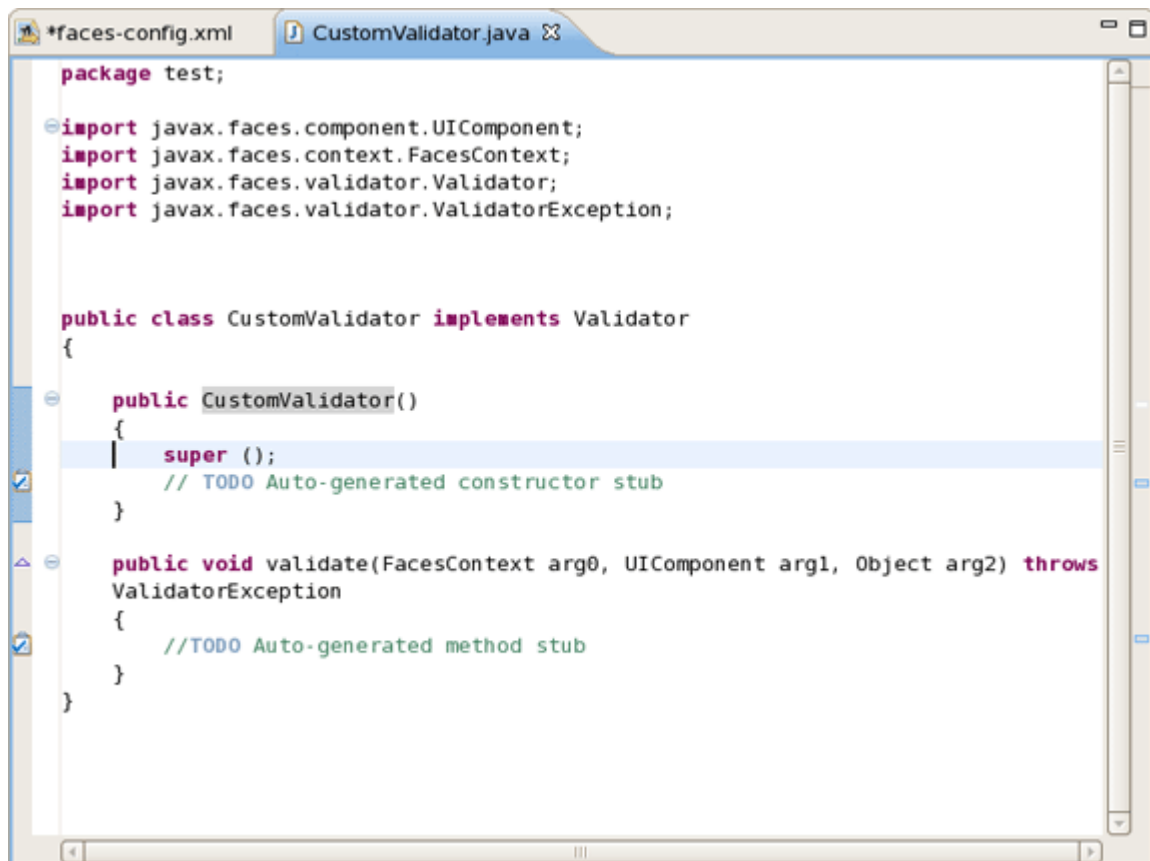 *faces-config.xml
CustomValidator.java
package test;
import javax.faces.component.UIComponent;
import javax.faces.context.FacesContext;
import javax.faces.validator.Validator;
import javax.faces.validator.ValidatorException;
public class CustomValidator implements Validator
{
public CustomValidator()
{
super ();
// TODO Auto-generated constructor stub
}
public void validate(FacesContext arg0, UIComponent arg1, Object arg2) throws
ValidatorException
{
//TODO Auto-generated method stub
}
}